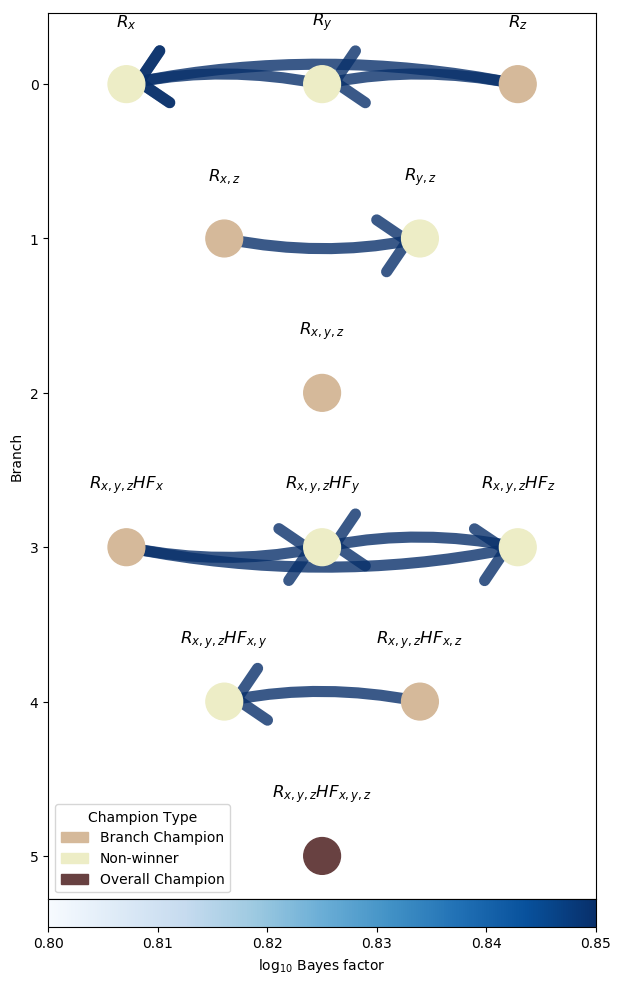 R_x R_y R_z
0
R_{x,z} R_{y,z}
1
R_{x,y,z}
2
Branch
R_{x,y,z}HF_x R_{x,y,z}HF_y R_{x,y,z}HF_z
3
R_{x,y,z}HF_{x,y} R_{x,y,z}HF_{x,z}
4
R_{x,y,z}HF_{x,y,z}
Champion Type
Branch Champion
Non-winner
Overall Champion
5
0.80 0.81 0.82 0.83 0.84 0.85
log_{10} Bayes factor